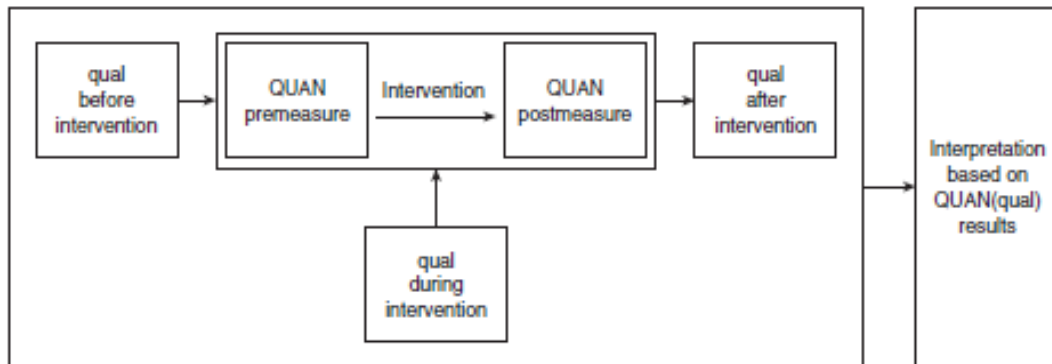 qual
before
intervention
QUAN
premeasure
Intervention
QUAN
postmeasure
qual
after
intervention
qual
during
intervention
Interpretation
based on
QUAN(qual)
results